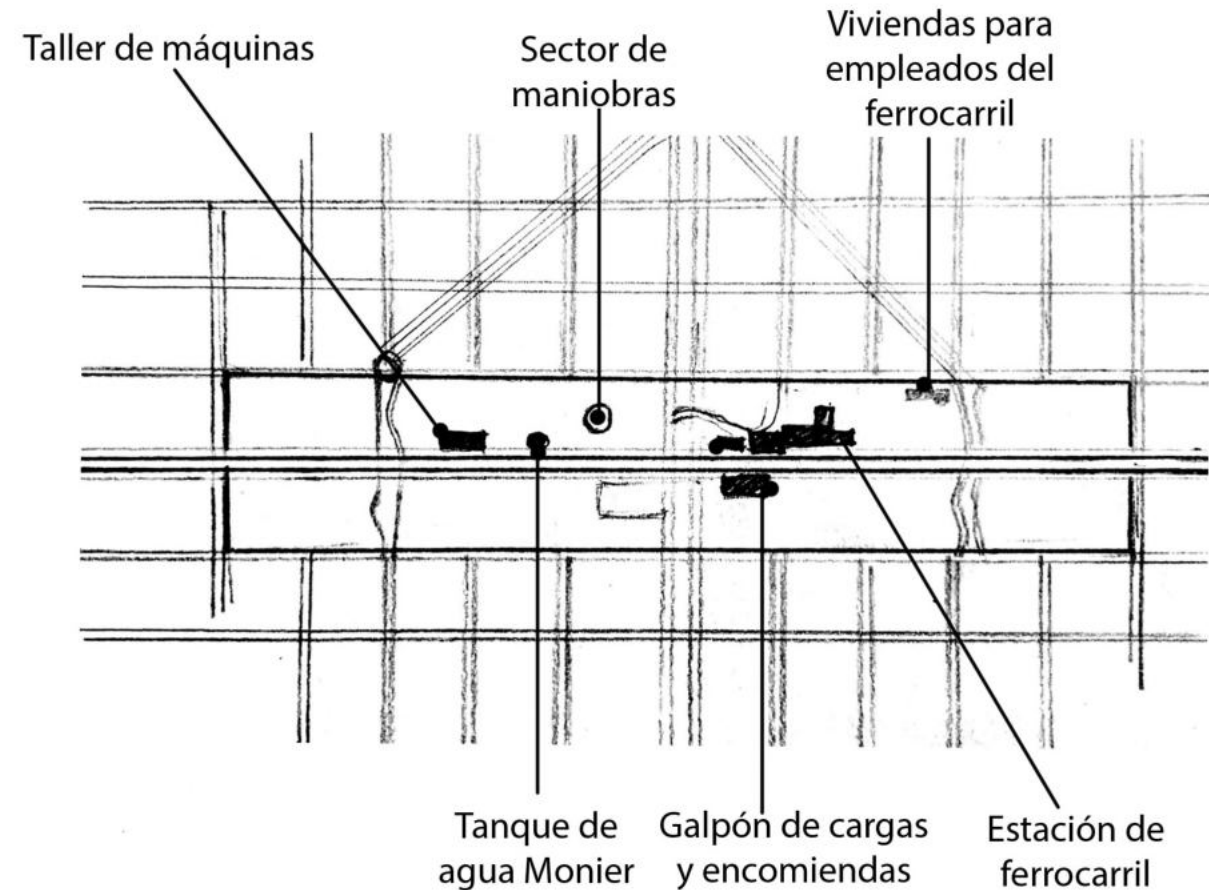 Taller de máquinas
Sector de
maniobras
Viviendas para
empleados del
ferrocarril
Tanque de
agua Monier
Galpón de cargas
y encomiendas
Estación de
ferrocarril